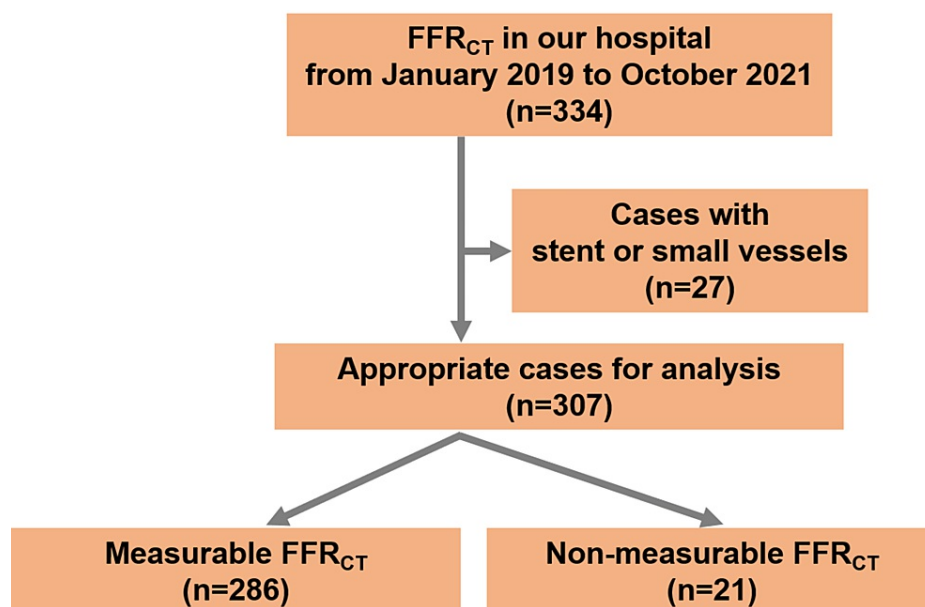 FFRCT in our hospital
from January 2019 to October 2021
(n=334)
Cases with
stent or small vessels
(n=27)
Appropriate cases for analysis
(n=307)
Measurable FFRCT
(n=286)
Non-measurable FFRCT
(n=21)